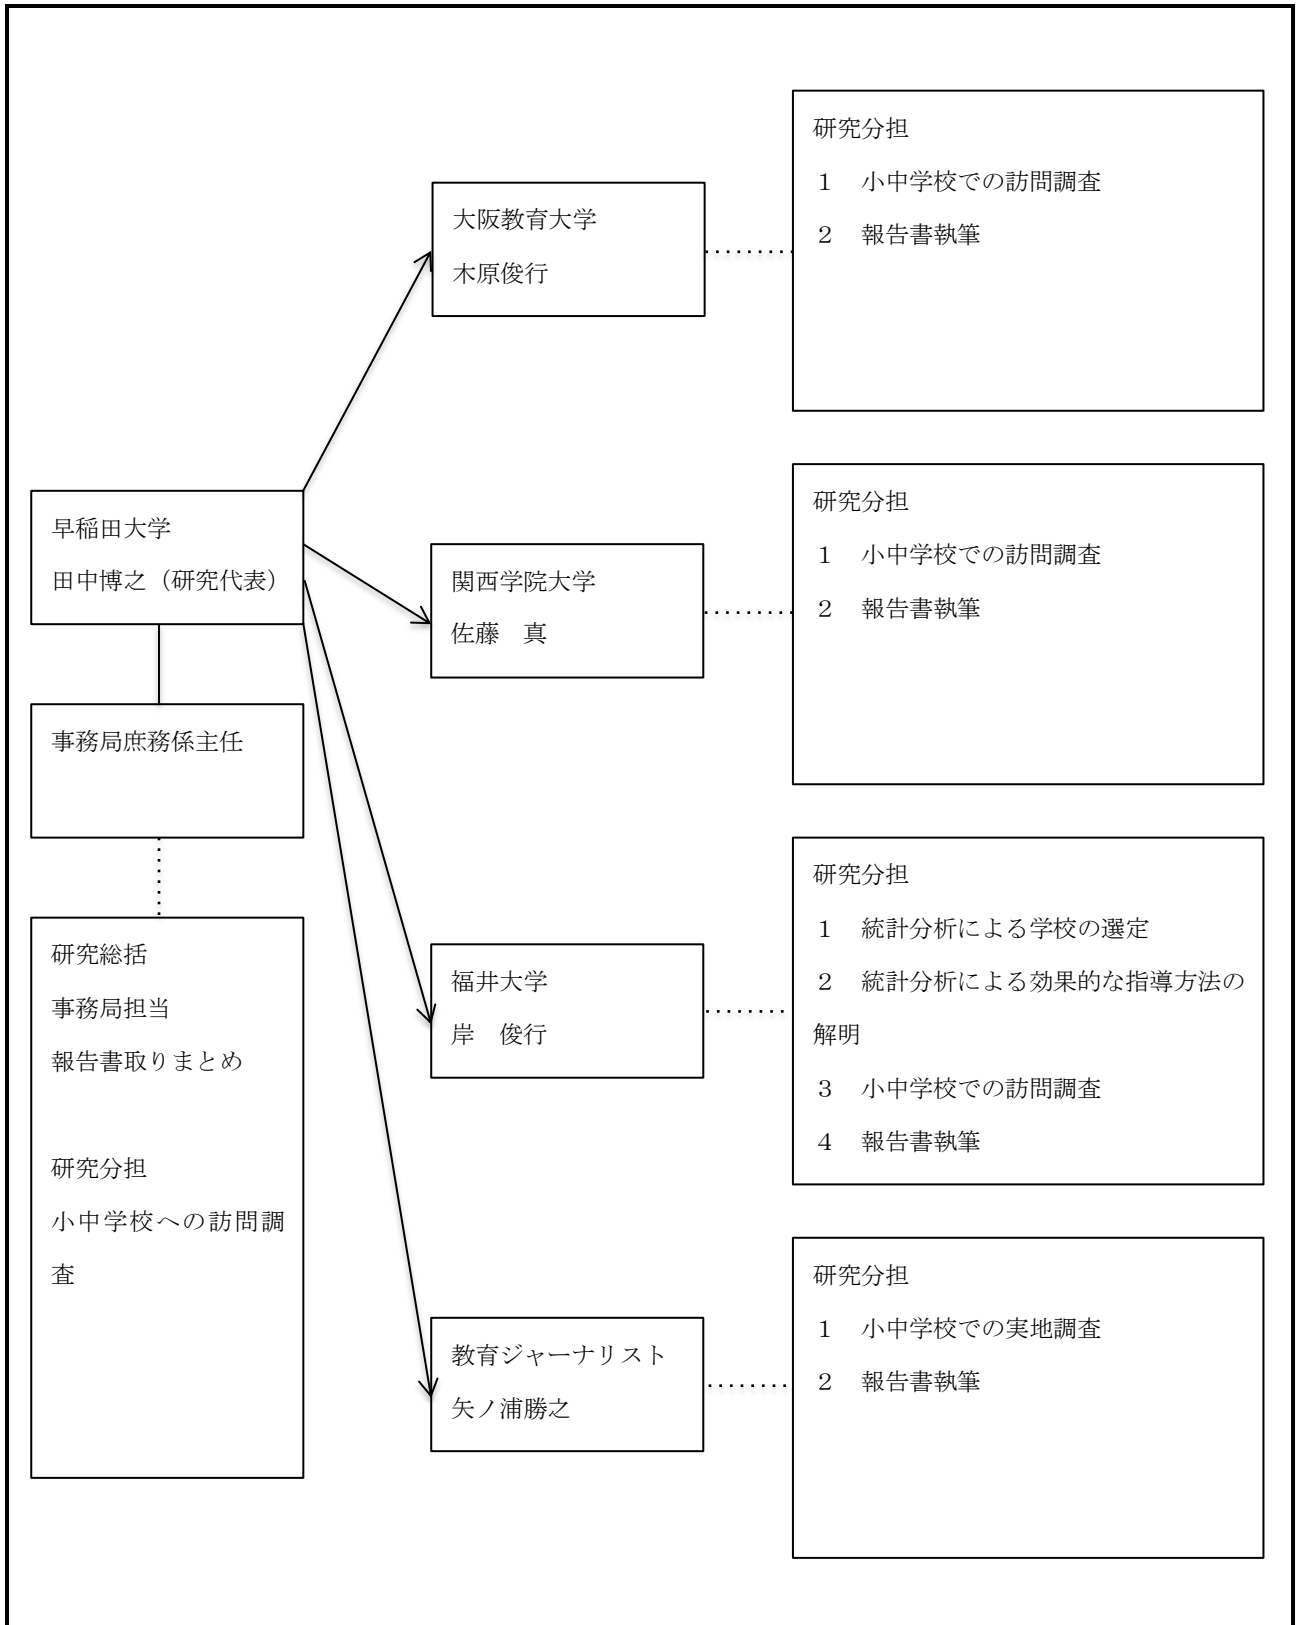 早稲田大学
田中博之（研究代表）
事務局庶務係主任
研究総括
事務局担当
報告書取りまとめ
研究分担
小中学校への訪問調
査
大阪教育大学
木原俊行
研究分担
１　小中学校での訪問調査
２　報告書執筆
関西学院大学
佐藤　真
研究分担
１　小中学校での訪問調査
２　報告書執筆
福井大学
岸　俊行
研究分担
１　統計分析による学校の選定
２　統計分析による効果的な指導方法の
解明
３　小中学校での訪問調査
４　報告書執筆
教育ジャーナリスト
矢ノ浦勝之
研究分担
１　小中学校での実地調査
２　報告書執筆